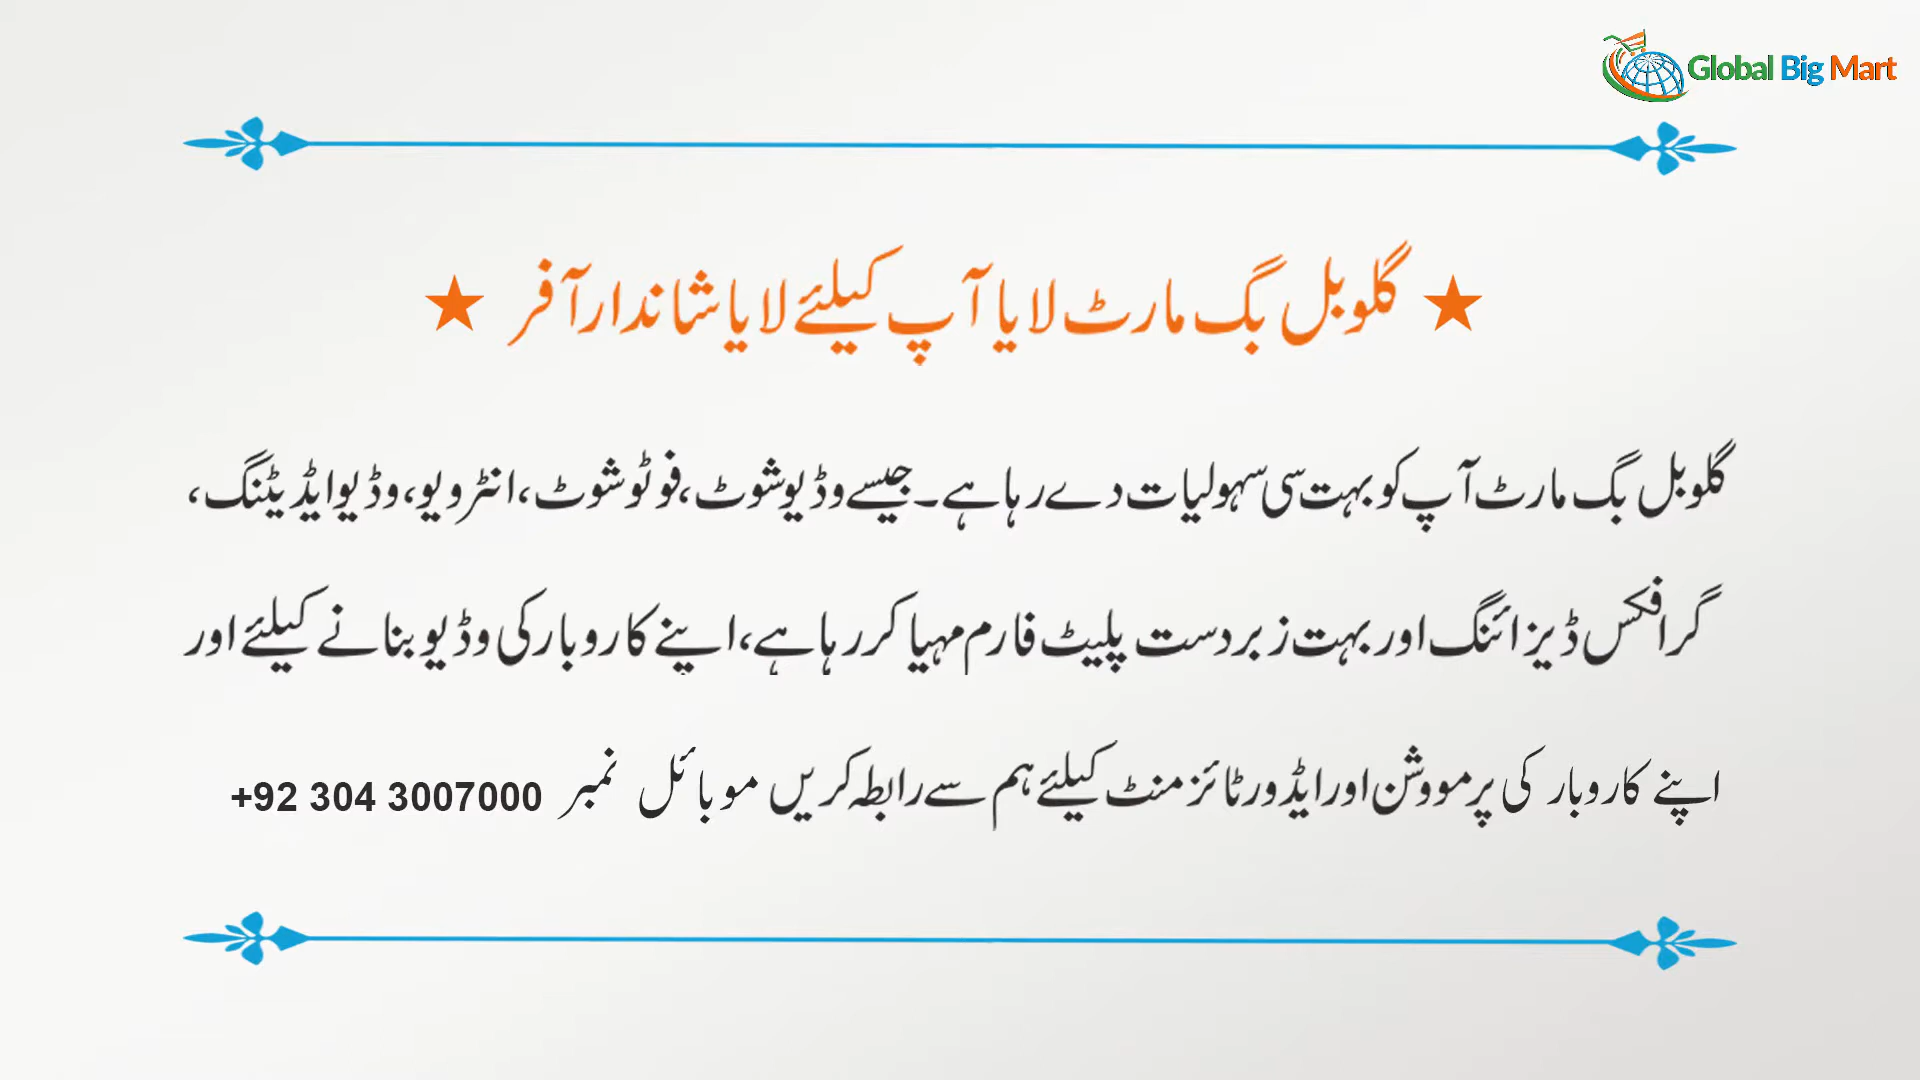 Global Big Mart
★ گلوبل بگ مارٹ لایا آپ کیلئے لایا شاندار آفر ★
گلوبل بگ مارٹ آپ کو بہت سی سہولیات دے رہا ہے۔ جیسے وڈیو شوٹ، فوٹو شوٹ، انٹرویو، وڈیو ایڈیٹنگ،
گرافکس ڈیزائنگ اور بہت زبردست پلیٹ فارم مہیا کر رہا ہے، اپنے کاروبار کی وڈیو بنانے کیلئے اور
اپنے کاروبار کی پرمووشن اور ایڈورٹائزمنٹ کیلئے ہم سے رابطہ کریں موبائل نمبر +92 304 3007000